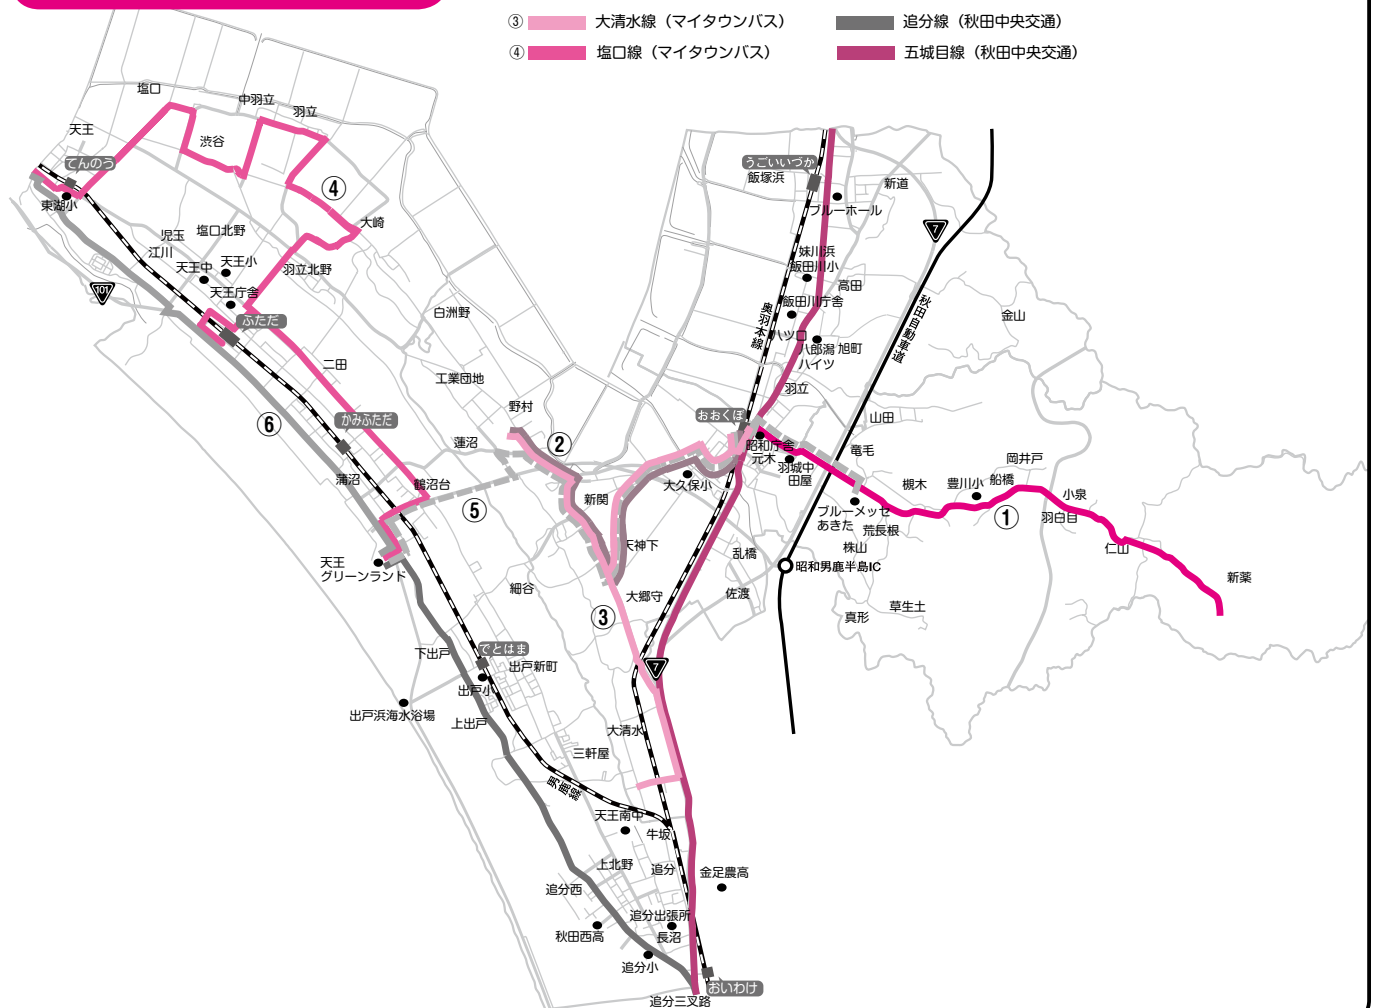 ③ 大清水線（マイタウンバス）
追分線（秋田中央交通）
④ 塩口線（マイタウンバス）
五城目線（秋田中央交通）
塩口
中羽立
羽立
天王
渋谷
てんのう
東湖小
④
大崎
児玉
塩口北野
江川
天王中
天王小
羽立北野
天王庁舎
101
ふただ
白洲野
二田
工業団地
野村
かみふただ
⑥
蓮沼
②
蒲沼
鶴沼台
⑤
新関
天王
グリーンランド
天神下
細谷
大郷守
③
下出戸
でとはま
出戸新町
出戸小
出戸浜海水浴場
上出戸
大清水
三軒屋
男鹿線
天王南中
牛坂
上北野
追分
金足農高
追分西
追分出張所
秋田西高
長沼
追分小
おいわけ
追分三叉路
うごいいづか
飯塚浜
新道
ブルーホール
7
妹川浜
飯田川小
高田
飯田川庁舎
奥羽本線
秋田自動車道
金山
八ツ口
八郎潟
ハイツ
旭町
羽立
おおくぼ
山田
昭和庁舎
元木
竜毛
羽城中
田屋
大久保小
岡井戸
槻木
豊川小
船橋
小泉
ブルーメッセ
あきた
①
羽白目
荒長根
株山
仁山
乱橋
昭和男鹿半島IC
新薬
佐渡
草生土
真形
7